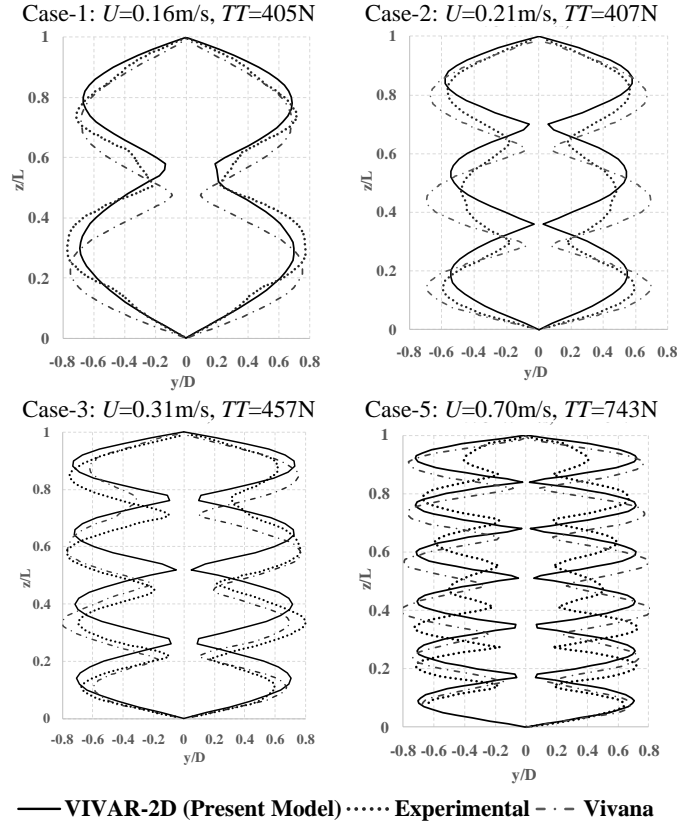 Case-1: U=0.16m/s, TT=405N
Case-2: U=0.21m/s, TT=407N
1
0.8
0.6
0.4
0.2
0
z/L
-0.8 -0.6 -0.4 -0.2 0 0.2 0.4 0.6 0.8
y/D
1
0.8
0.6
0.4
0.2
0
z/L
-0.8 -0.6 -0.4 -0.2 0 0.2 0.4 0.6 0.8
y/D
Case-3: U=0.31m/s, TT=457N
Case-5: U=0.70m/s, TT=743N
1
0.8
0.6
0.4
0.2
0
z/L
-0.8 -0.6 -0.4 -0.2 0 0.2 0.4 0.6 0.8
y/D
1
0.8
0.6
0.4
0.2
0
z/L
-0.8 -0.6 -0.4 -0.2 0 0.2 0.4 0.6 0.8
y/D
VIVAR-2D (Present Model) Experimental Vivana